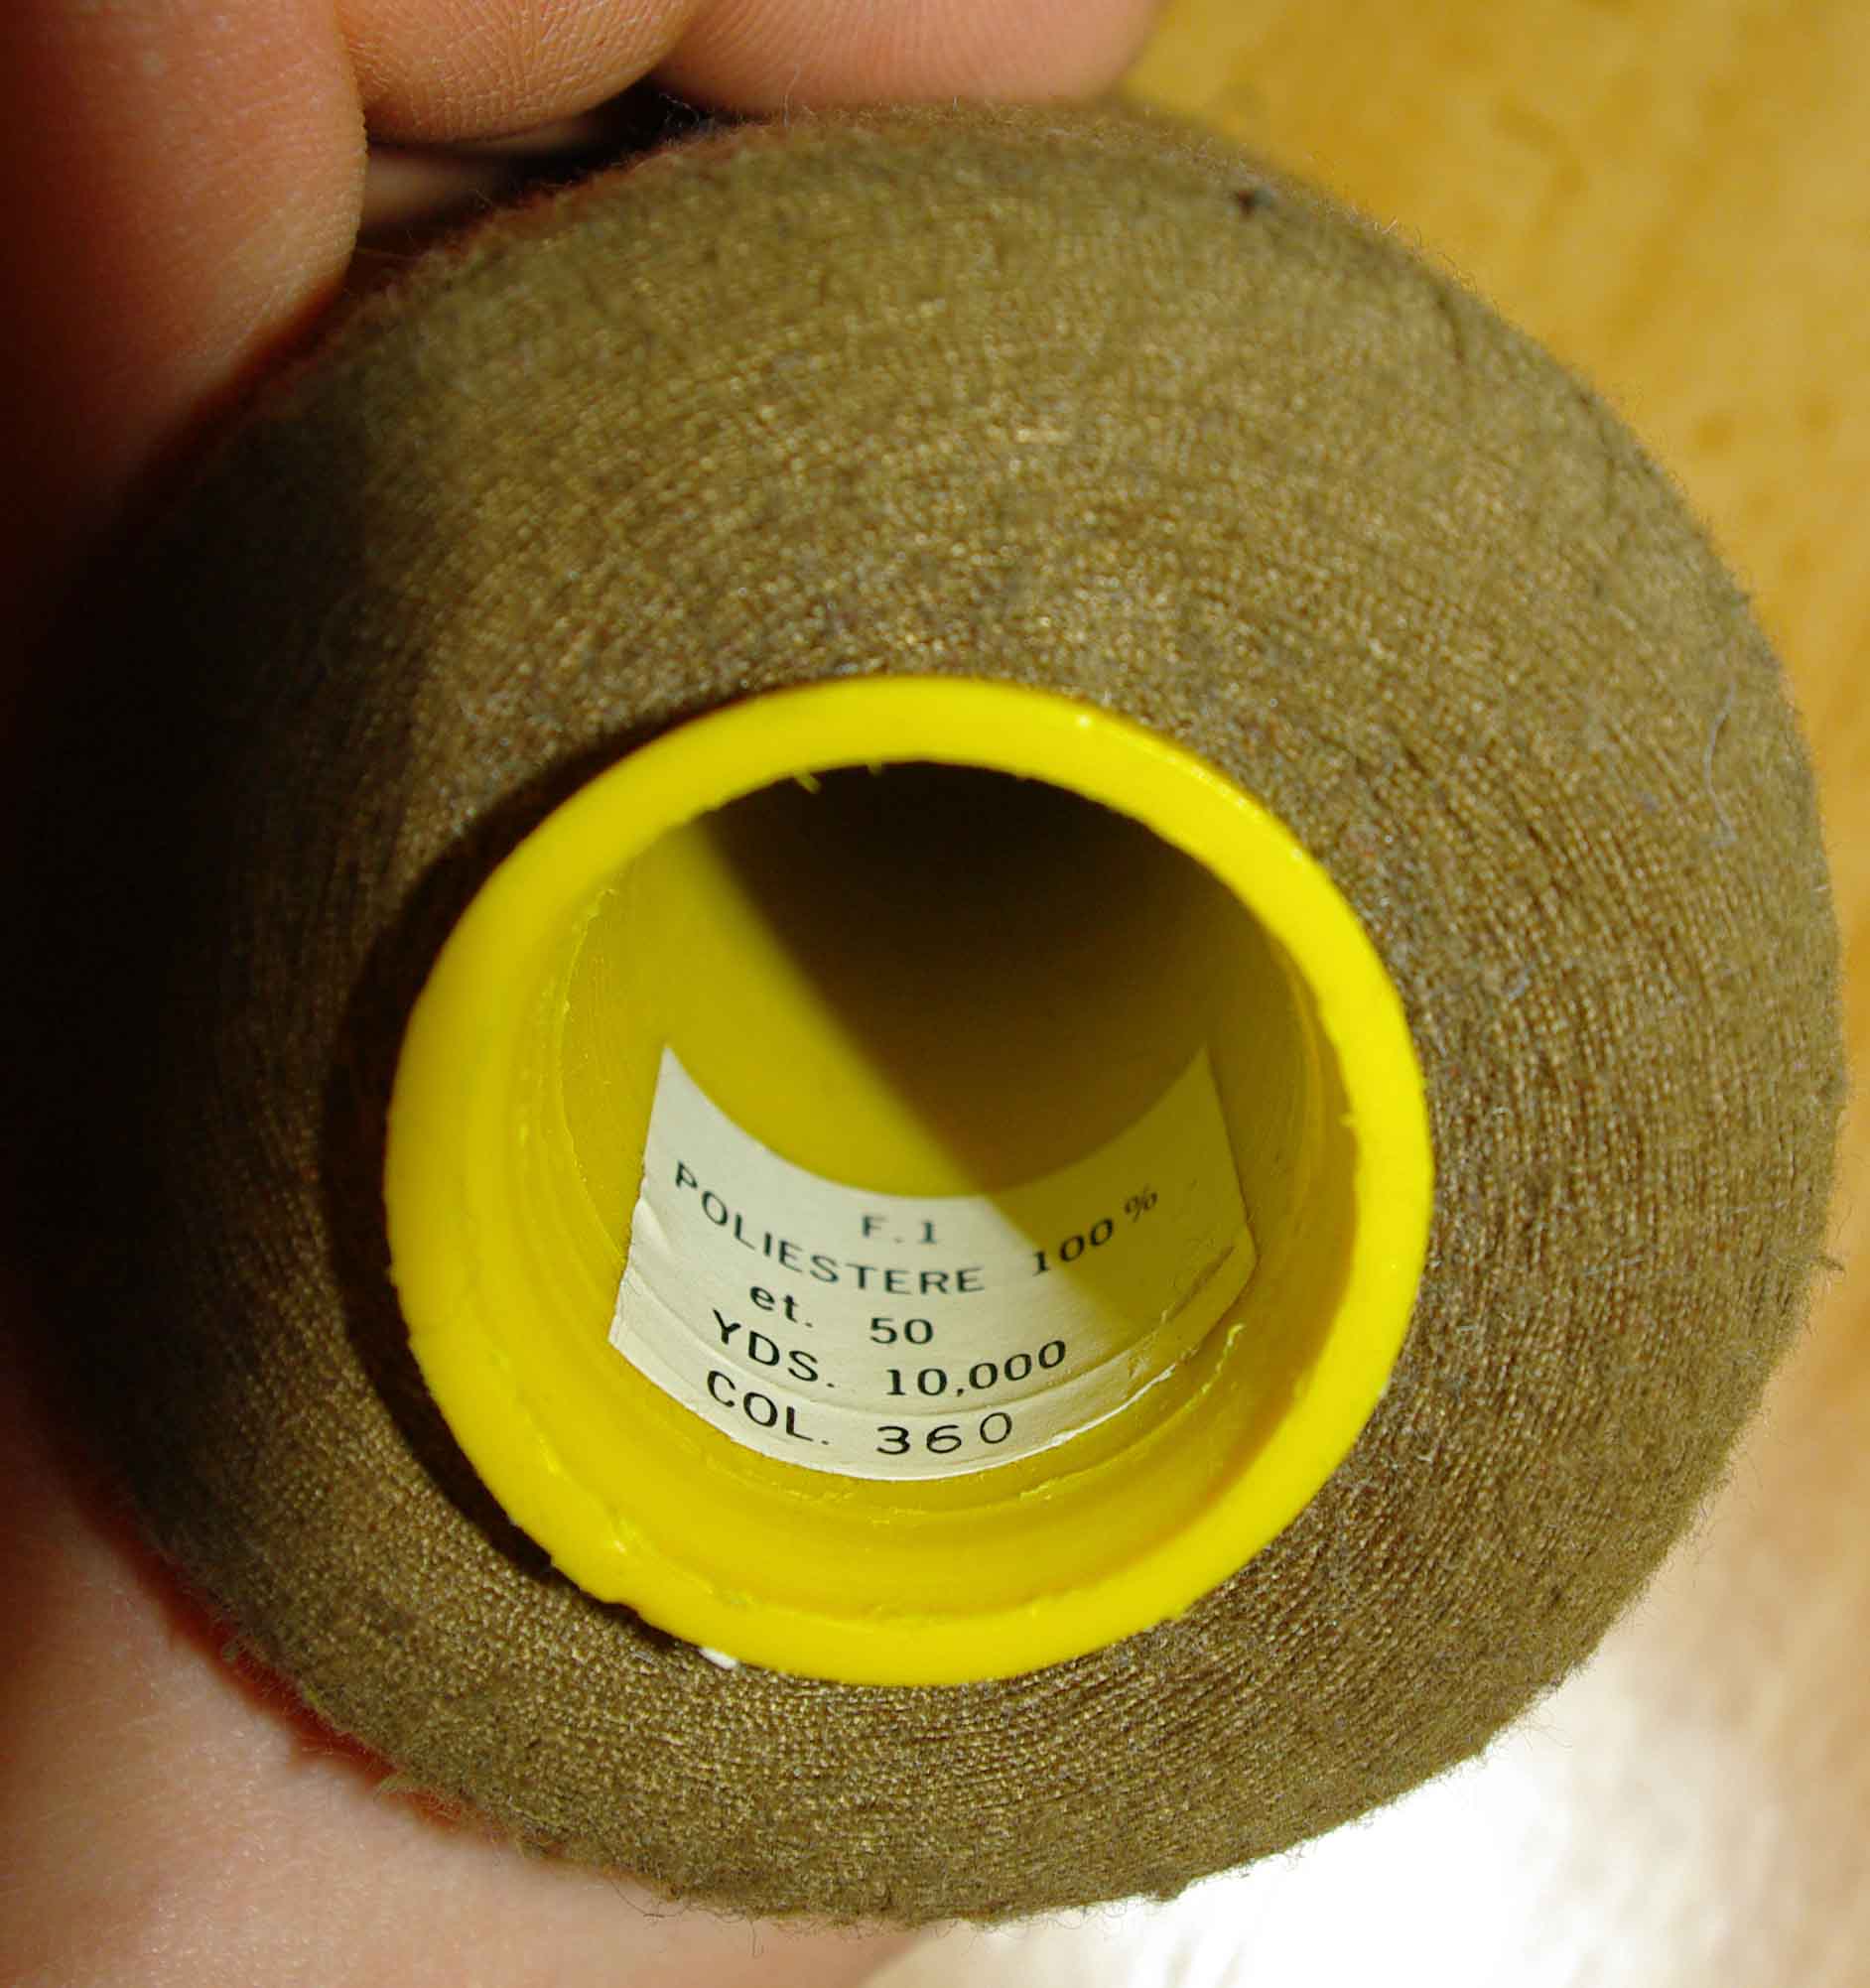 F.1
POLIESTERE 100%
et. 50
YDS. 10,000
COL. 360